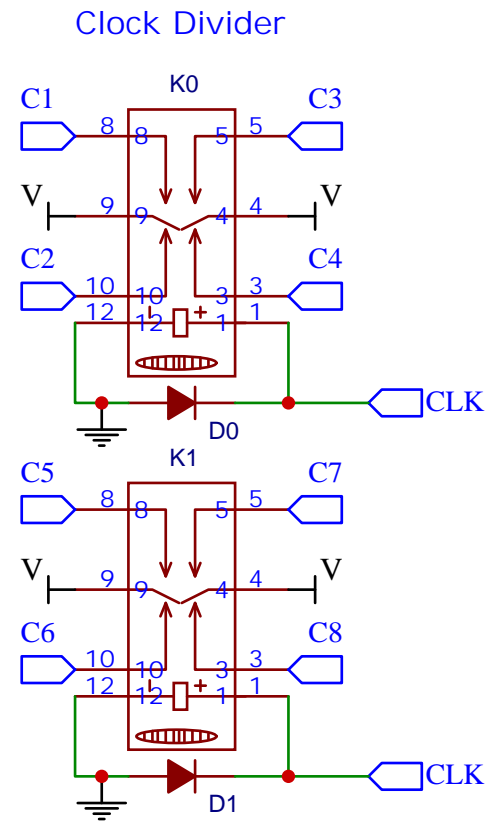 Clock Divider
K0
C1 8 8 5 5 C3
V 9 9 4 4 V
C2 10 10 3 3 C4
12 12 - + 1 1
CLK
D0
K1
C5 8 8 5 5 C7
V 9 9 4 4 V
C6 10 10 3 3 C8
12 12 - + 1 1
CLK
D1